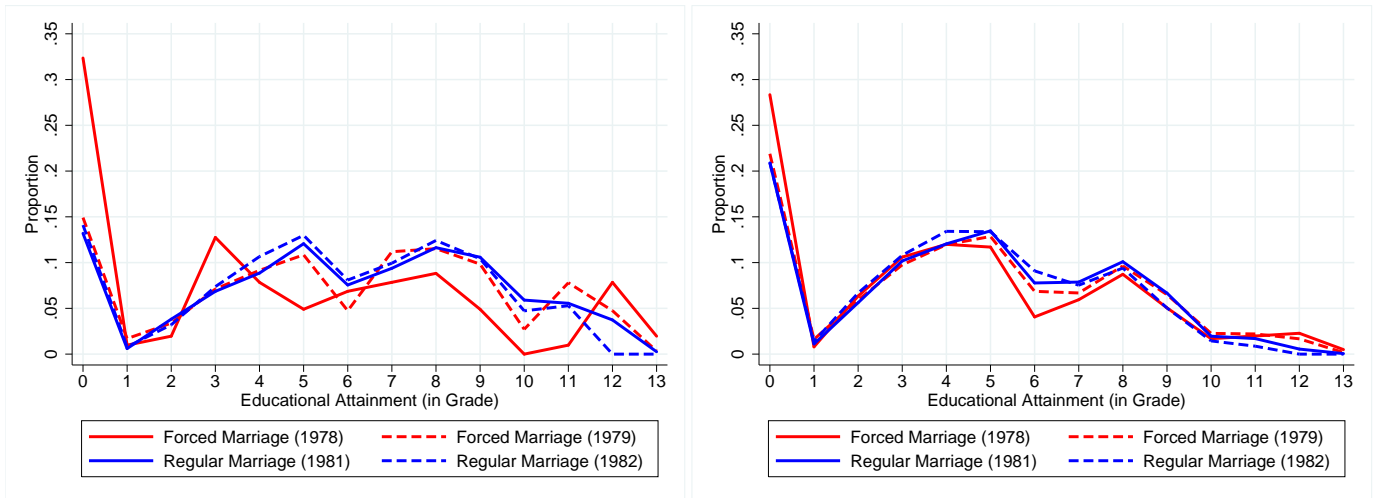 .35
.3
.25
.2
.15
.1
.05
0
Proportion
0 1 2 3 4 5 6 7 8 9 10 11 12 13
Educational Attainment (in Grade)
Forced Marriage (1978) Forced Marriage (1979)
Regular Marriage (1981) Regular Marriage (1982)
.35
.3
.25
.2
.15
.1
.05
0
Proportion
0 1 2 3 4 5 6 7 8 9 10 11 12 13
Educational Attainment (in Grade)
Forced Marriage (1978) Forced Marriage (1979)
Regular Marriage (1981) Regular Marriage (1982)